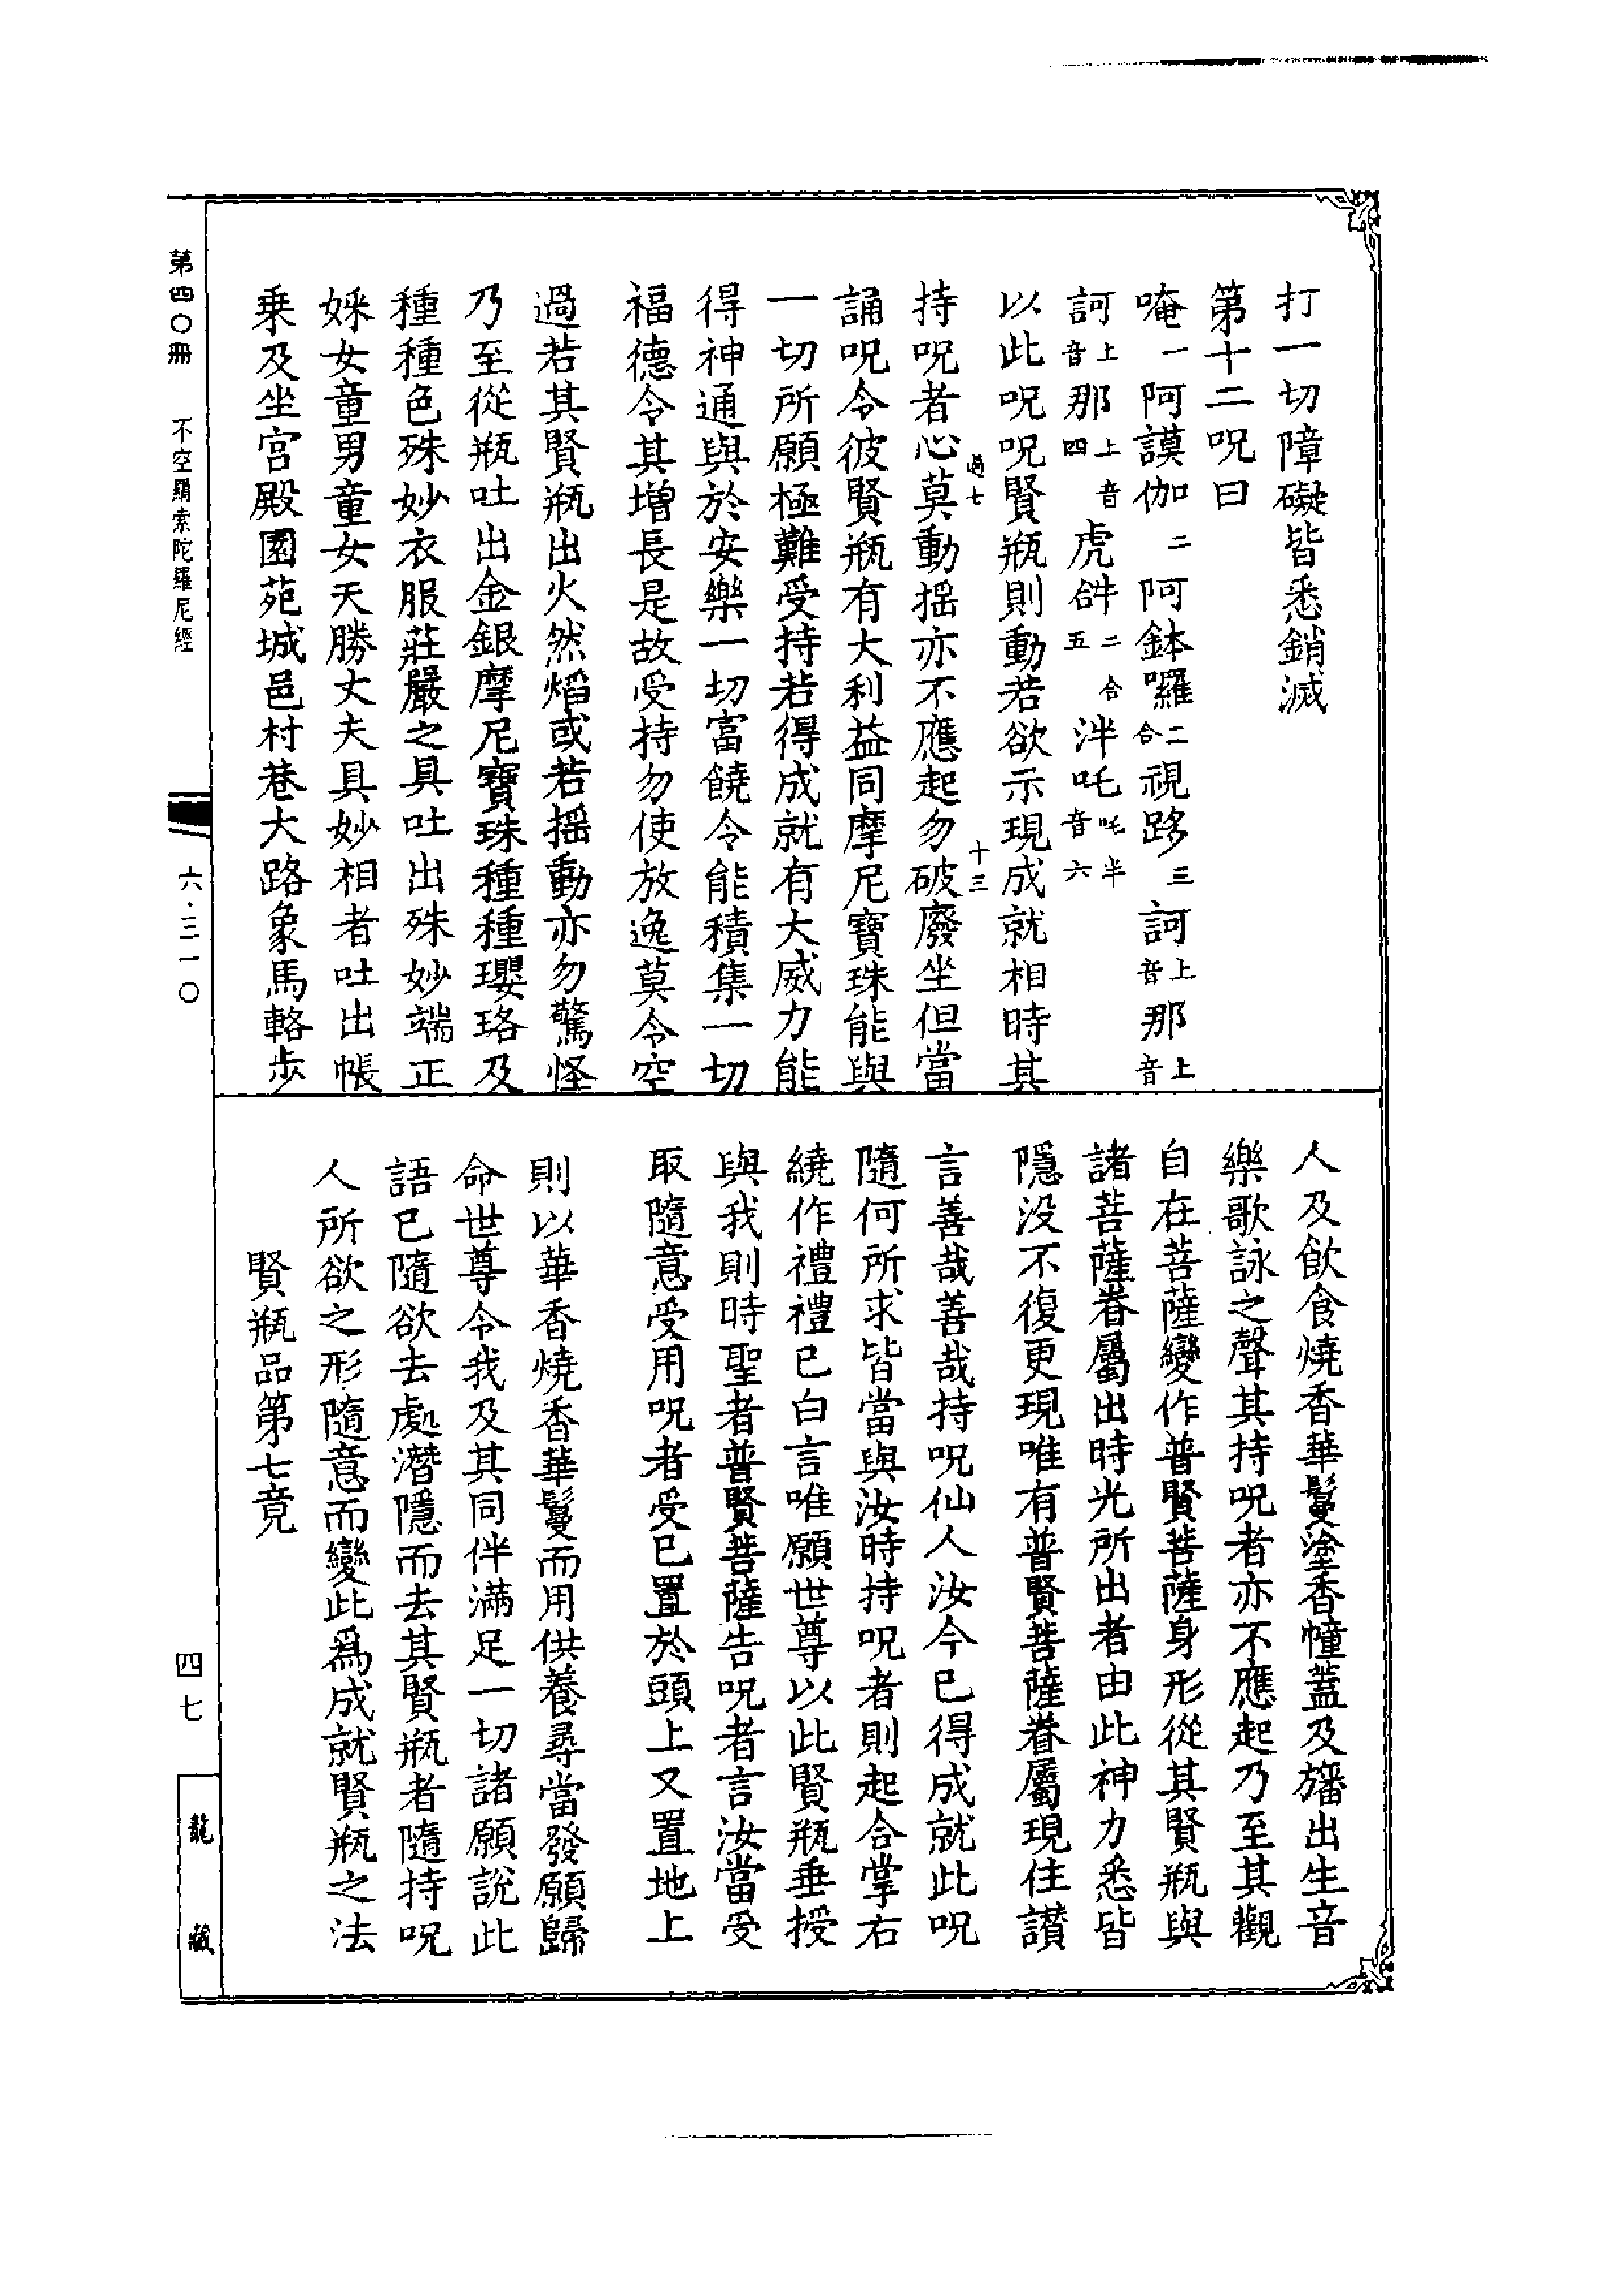 打一切障礙皆悉銷滅
第十二呪曰
唵一阿謨伽二阿鉢囉二合視路三訶上音那上音
訶上音那四上音虎𤙖五二合泮吒吒半音六
以此呪呪賢瓶則動若欲示現成就相時其
過七 十三
持呪者心莫動搖亦不應起勿破廢坐但當
誦呪令彼賢瓶有大利益同摩尼寶珠能與
一切所願極難受持若得成就有大威力能
得神通與於安樂一切富饒令能積集一切
福德令其增長是故受持勿使放逸莫令空
過若其賢瓶出火然焰或若搖動亦勿驚怪
乃至從瓶吐出金銀摩尼寶珠種種瓔珞及
種種色殊妙衣服莊嚴之具吐出殊妙端正
婇女童男童女天勝丈夫具妙相者吐出帳
乗及坐宮殿園苑城邑村巷大路象馬輅步
人及飲食燒香華鬘塗香幢蓋及旛出生音
樂歌詠之聲其持呪者亦不應起乃至其觀
自在菩薩變作普賢菩薩身形從其賢瓶與
諸菩薩眷屬出時光所出者由此神力悉皆
隱没不復更現唯有普賢菩薩眷屬現住讃
言善哉善哉持呪仙人汝今已得成就此呪
隨何所求皆當與汝時持呪者則起合掌右
繞作禮禮已白言唯願世尊以此賢瓶垂授
與我則時聖者普賢菩薩告呪者言汝當受
取隨意受用呪者受已置於頭上又置地上
則以華香燒香華鬘而用供養尋當發願歸
命世尊令我及其同伴滿足一切諸願說此
語已隨欲去處潛隱而去其賢瓶者隨持呪
人所欲之形隨意而變此爲成就賢瓶之法
賢瓶品第七竟
第四〇冊 不空羂索陀羅尼經 六·三一〇 四七 龍藏